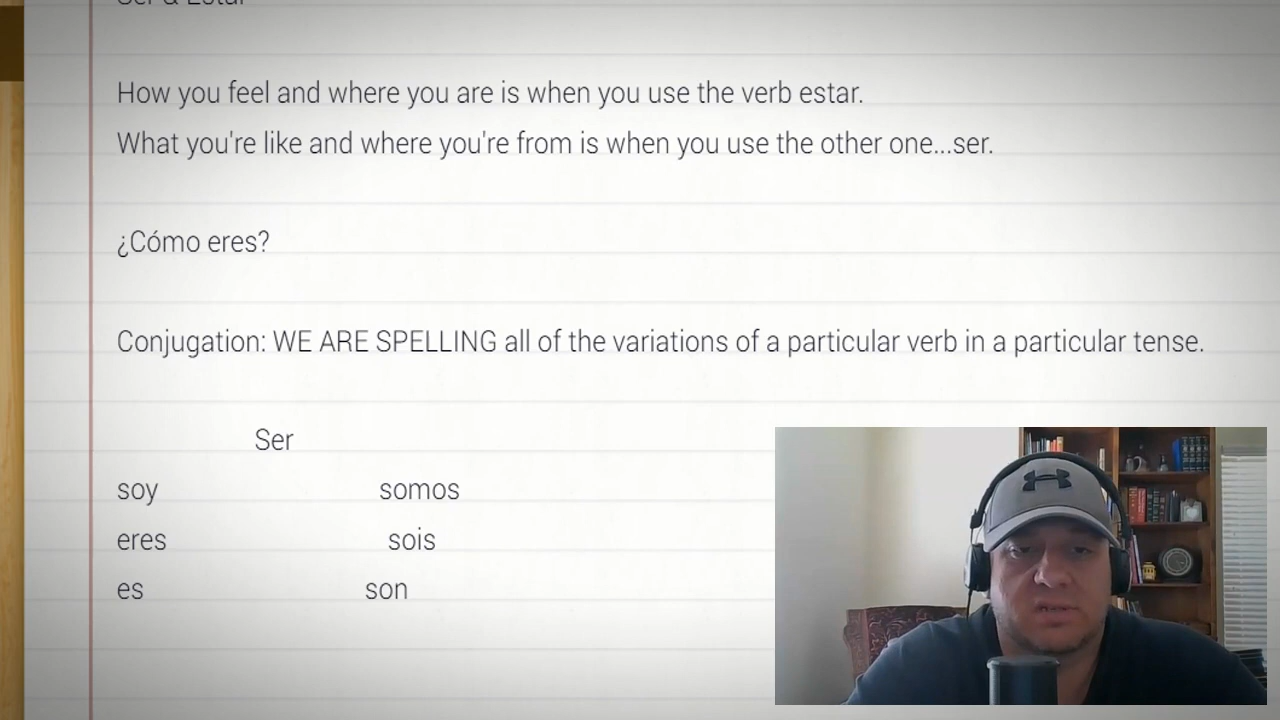 Ser & Estar
How you feel and where you are is when you use the verb estar.
What you're like and where you're from is when you use the other one...ser.
¿Cómo eres?
Conjugation: WE ARE SPELLING all of the variations of a particular verb in a particular tense.
Ser
soy somos
eres sois
es son